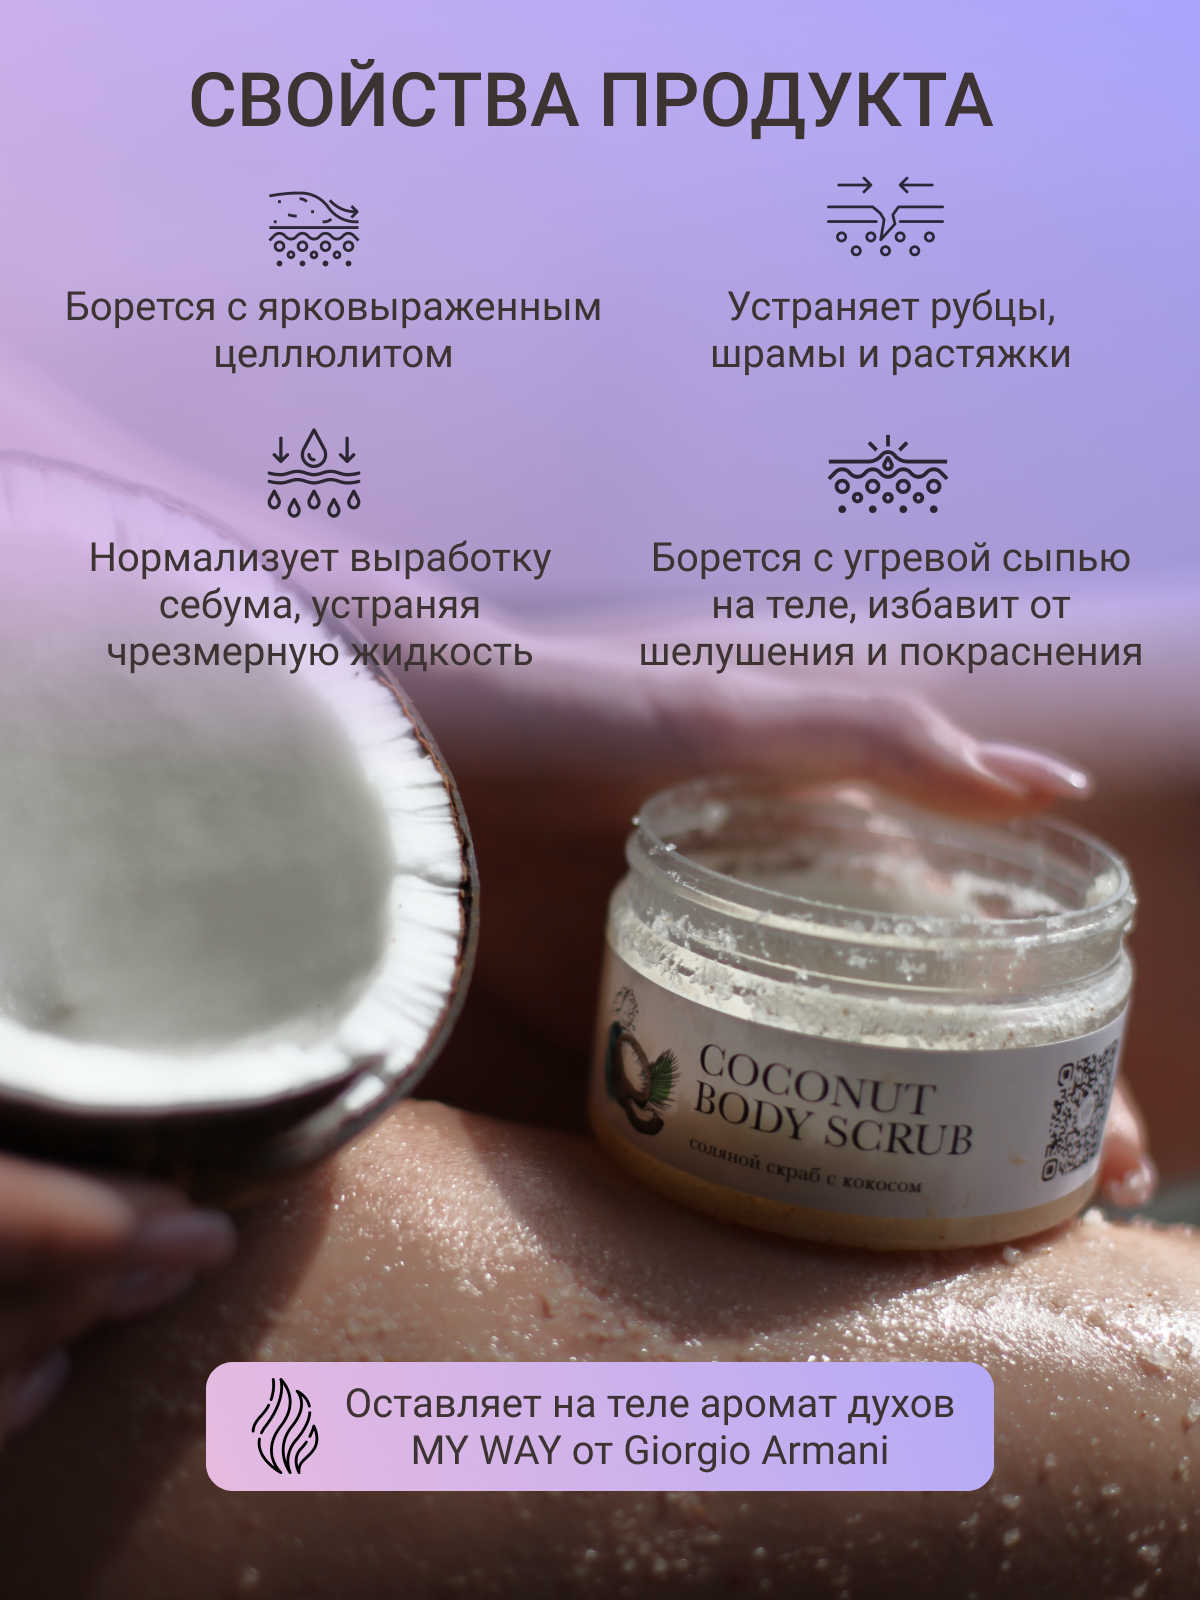 СВОЙСТВА ПРОДУКТА
Борется с ярковыраженным
целлюлитом
Устраняет рубцы,
шрамы и растяжки
Нормализует выработку
себума, устраняя
чрезмерную жидкость
Борется с угревой сыпью
на теле, избавит от
шелушения и покраснения
COCONUT
BODY SCRUB
соляной скраб с кокосом
Оставляет на теле аромат духов
MY WAY от Giorgio Armani